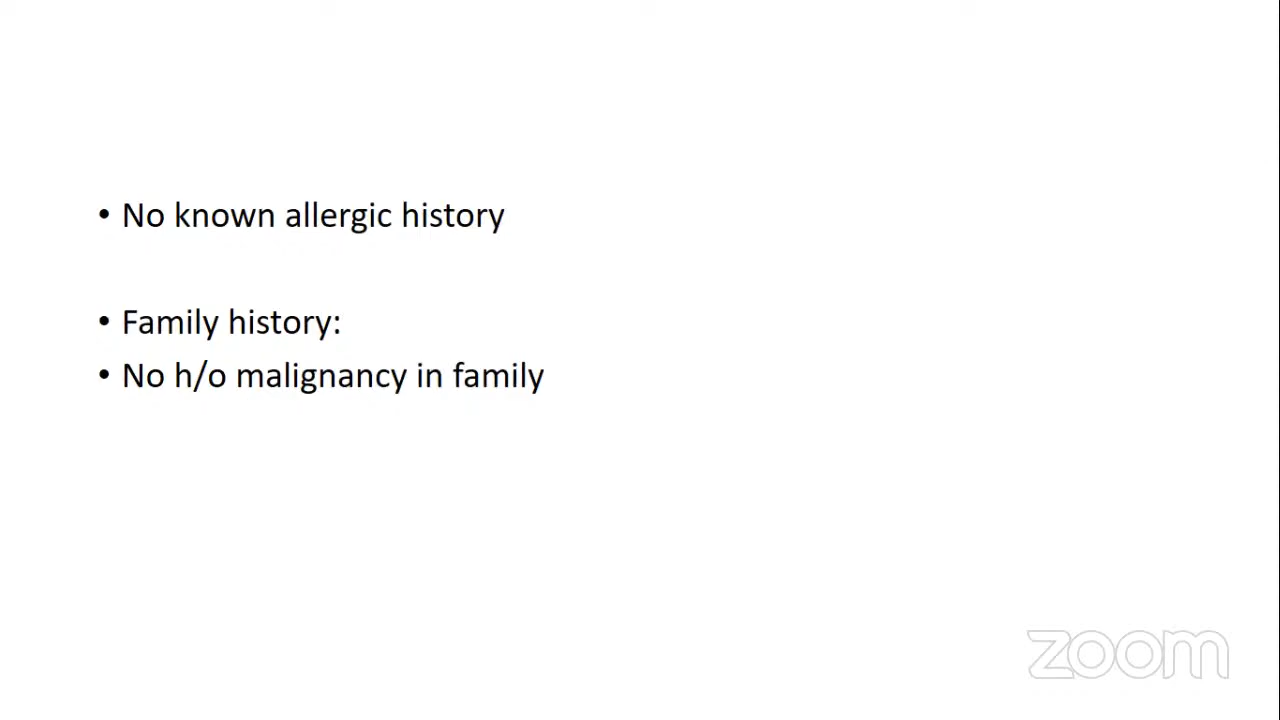 • No known allergic history
• Family history:
• No h/o malignancy in family
zoom